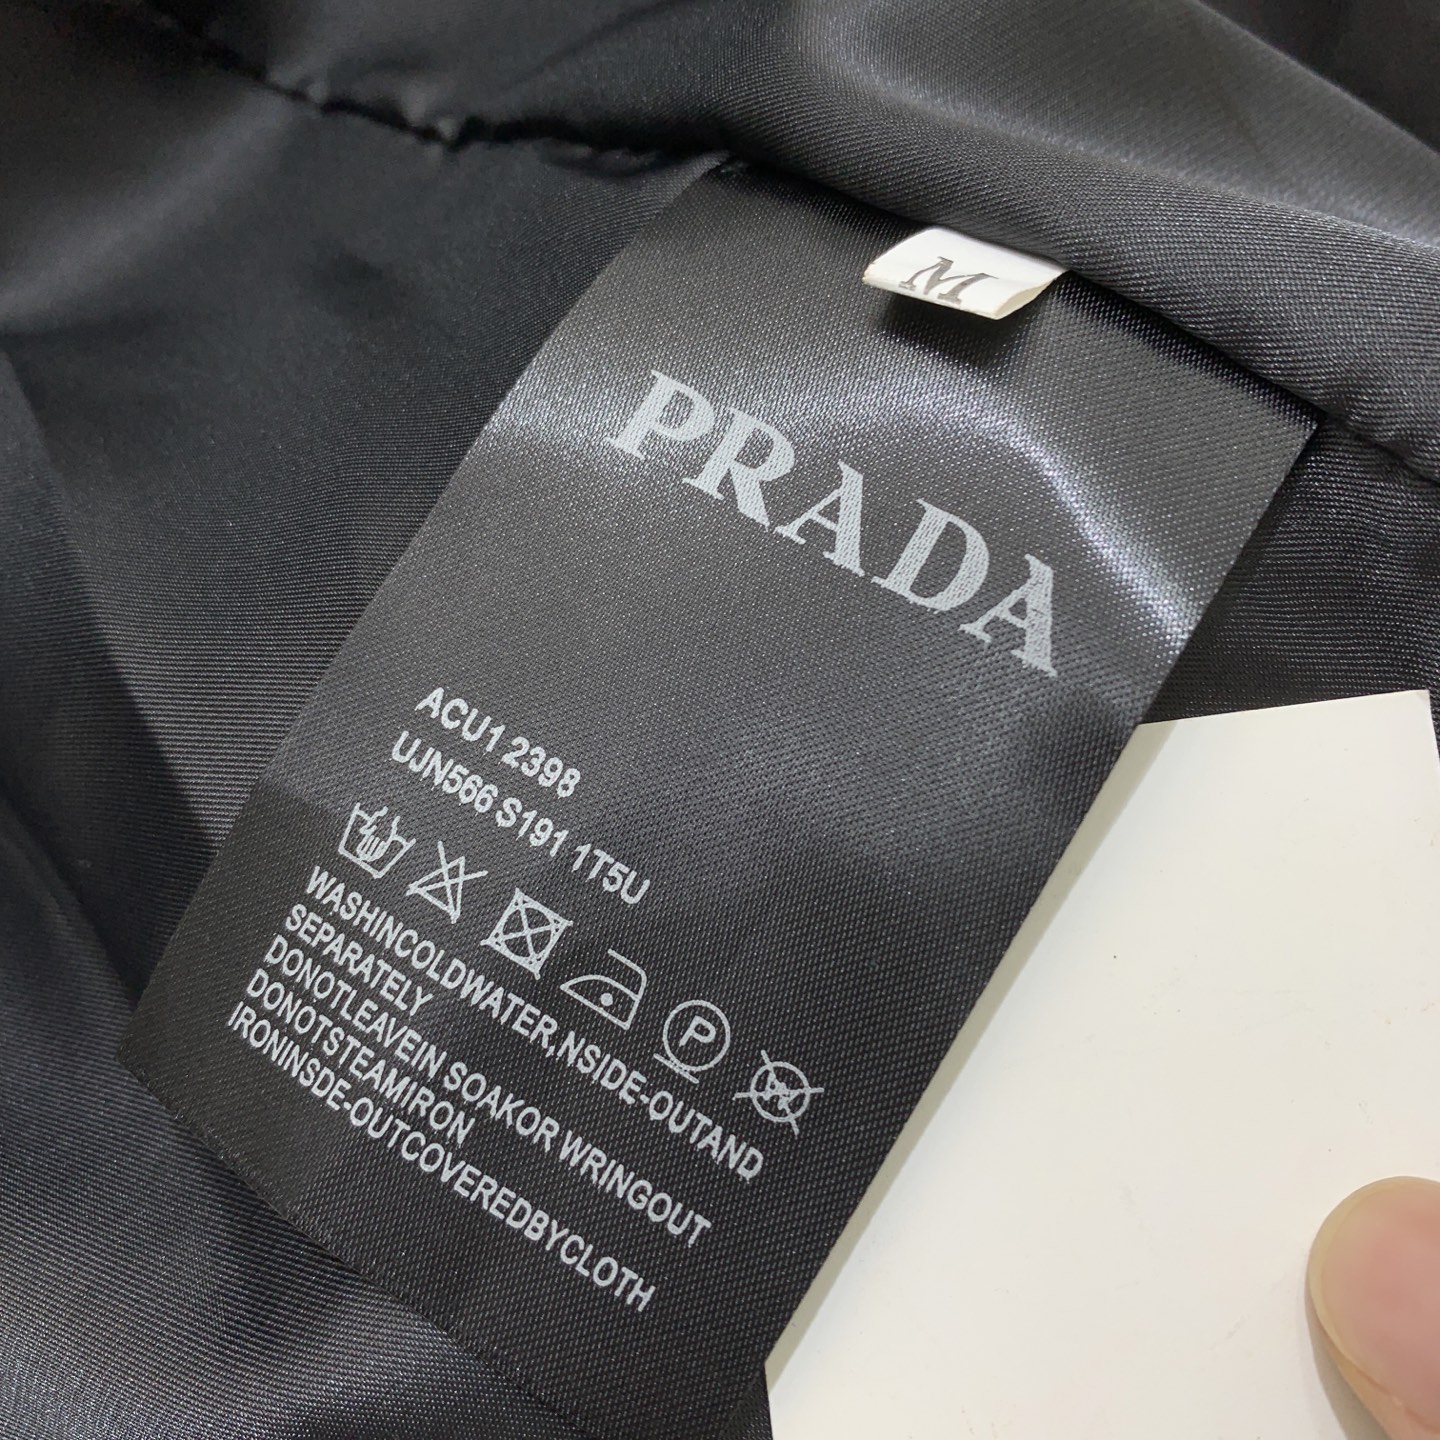 M
PRADA
ACU1 2398
UJN566 S191 1T5U
P
WASHINCOLDWATER,NSIDE-OUTAND
SEPARATELY
DONOTLEAVEIN SOAKOR WRINGOUT
DONOTSTEAMIRON
IRONINSDE-OUTCOVEREDBYCLOTH